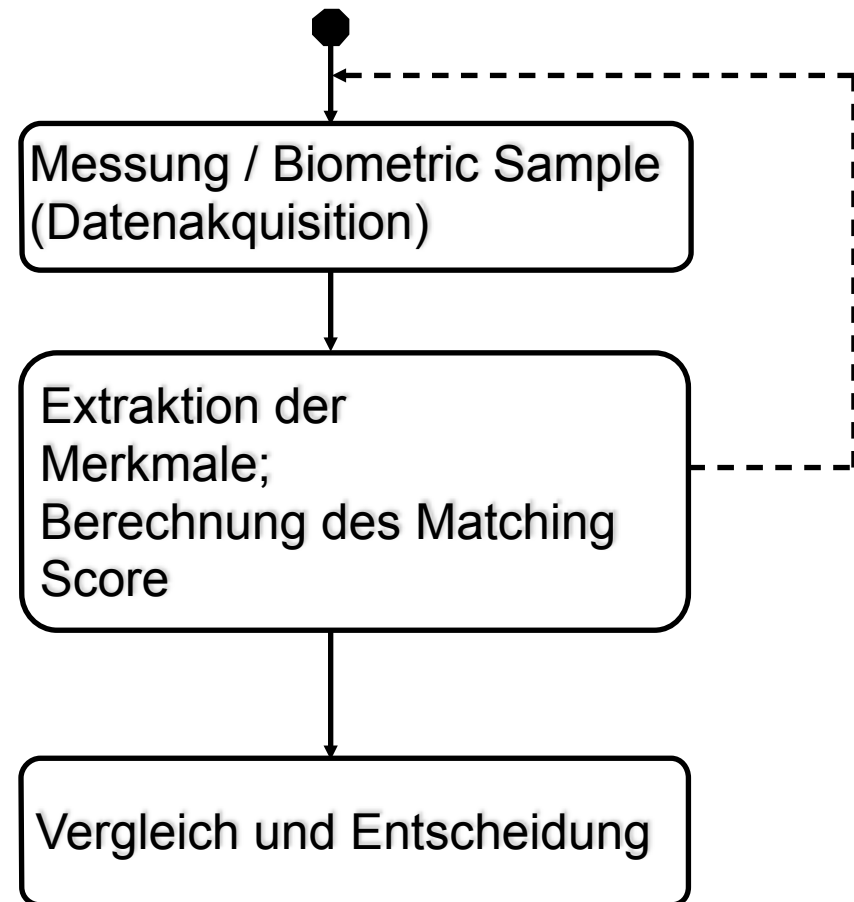 Messung / Biometric Sample
(Datenakquisition)
Extraktion der
Merkmale;
Berechnung des Matching
Score
Vergleich und Entscheidung